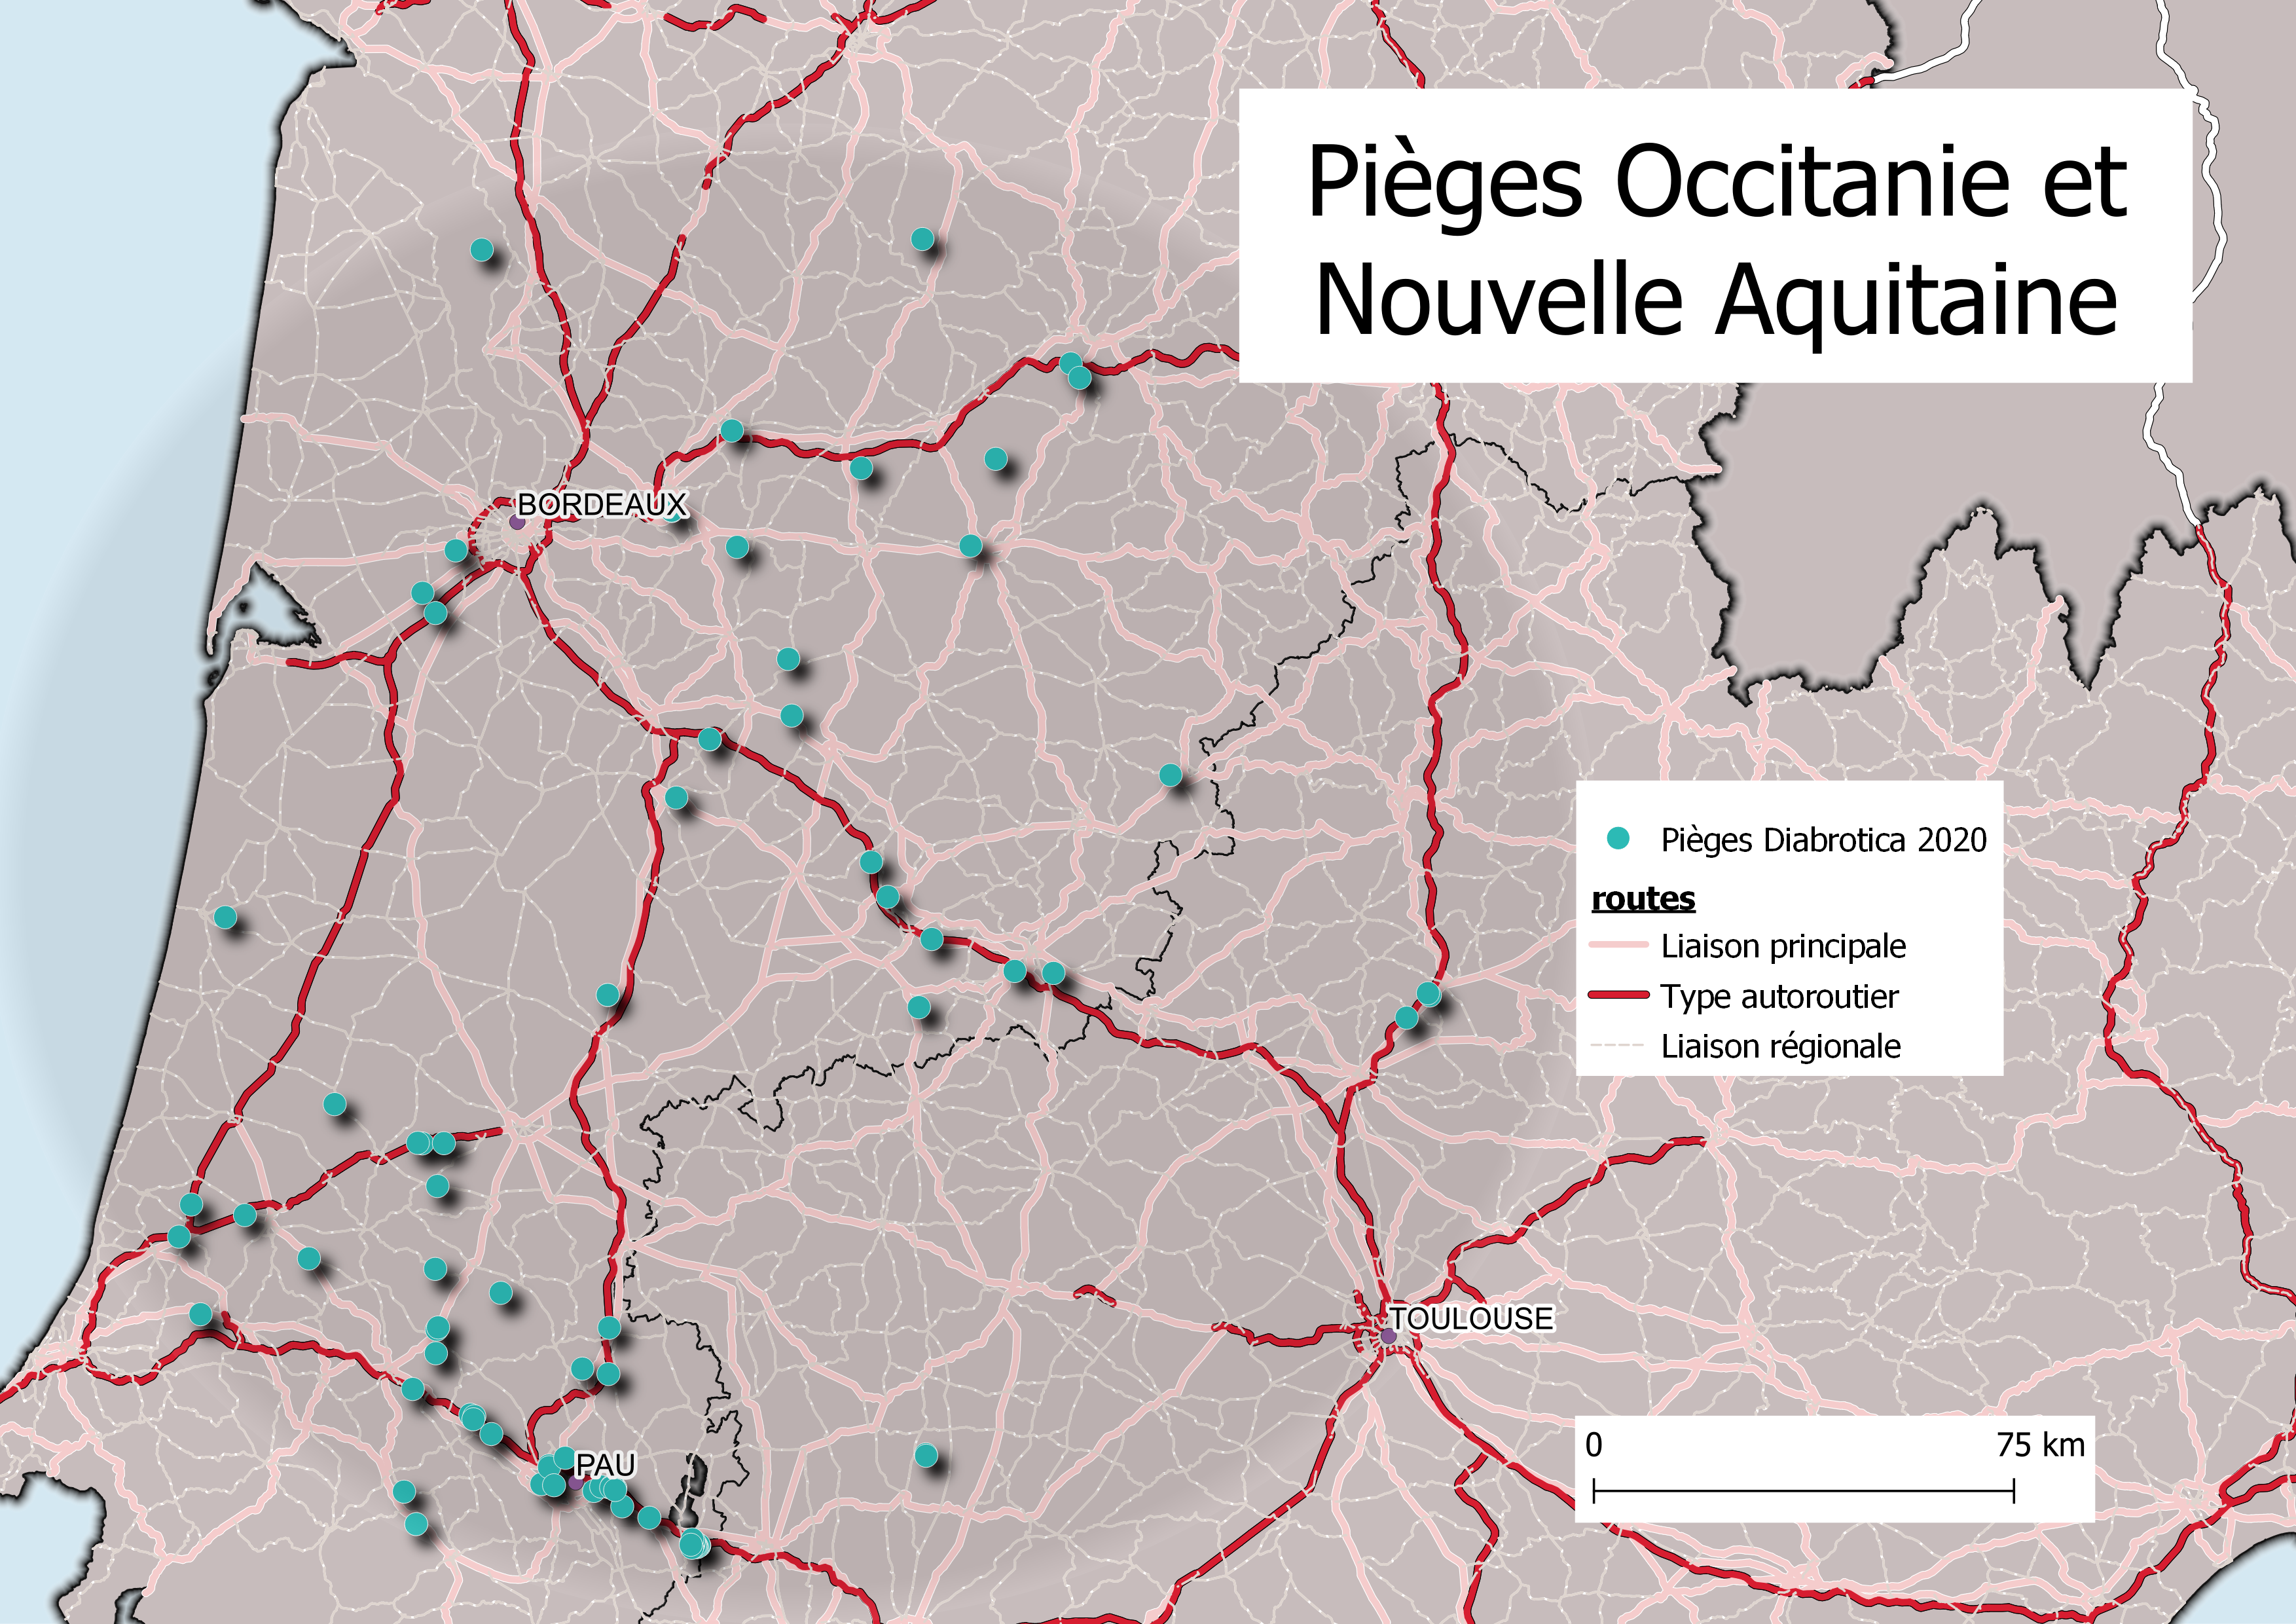 Pièges Occitanie et
Nouvelle Aquitaine
BORDEAUX
Pièges Diabrotica 2020
routes
Liaison principale
Type autoroutier
Liaison régionale
TOULOUSE
0 75 km
PAU